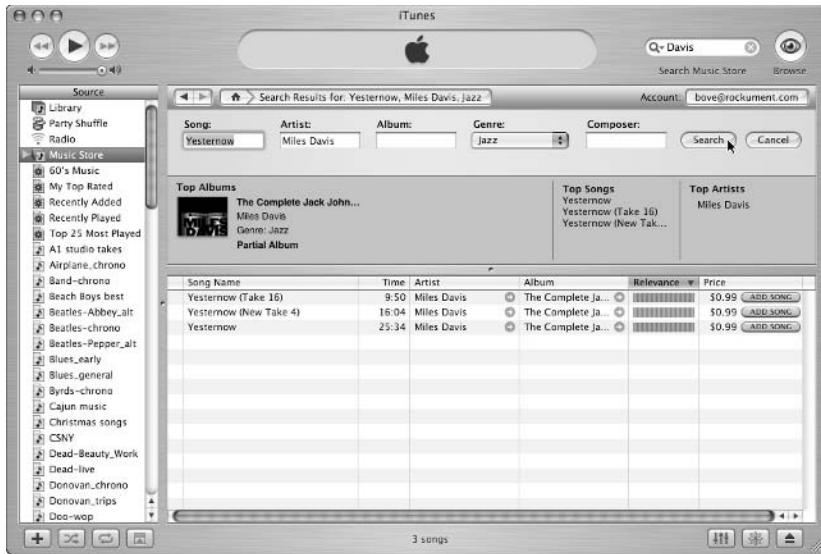 iTunes
Davis
Search Music Store
Browse
Source
Library
Party Shuffle
Radio
Music Store
60's Music
My Top Rated
Recently Added
Recently Played
Top 25 Most Played
A1 studio takes
Airplane_chrono
Band-chrono
Beach Boys best
Beatles-Abbey_alt
Beatles-chrono
Beatles-Pepper_alt
Blues_early
Blues_general
Byrds-chrono
Cajun music
Christmas songs
CSNY
Dead-Beauty_Work
Dead-live
Donovan_chrono
Donovan_trips
Doo-wop
Search Results for: Yesternow, Miles Davis, Jazz
Account: bove@rockument.com
Song: Artist: Album: Genre: Composer:
Yesternow Miles Davis Jazz Search Cancel
Top Albums
The Complete Jack John...
Miles Davis
Genre: Jazz
Partial Album
MILES DAVIS
Top Songs
Yesternow
Yesternow (Take 16)
Yesternow (New Tak...
Top Artists
Miles Davis
Song Name Time Artist Album Relevance Price
Yesternow (Take 16) 9:50 Miles Davis The Complete Ja... $0.99 ADD SONG
Yesternow (New Take 4) 16:04 Miles Davis The Complete Ja... $0.99 ADD SONG
Yesternow 25:34 Miles Davis The Complete Ja... $0.99 ADD SONG
3 songs